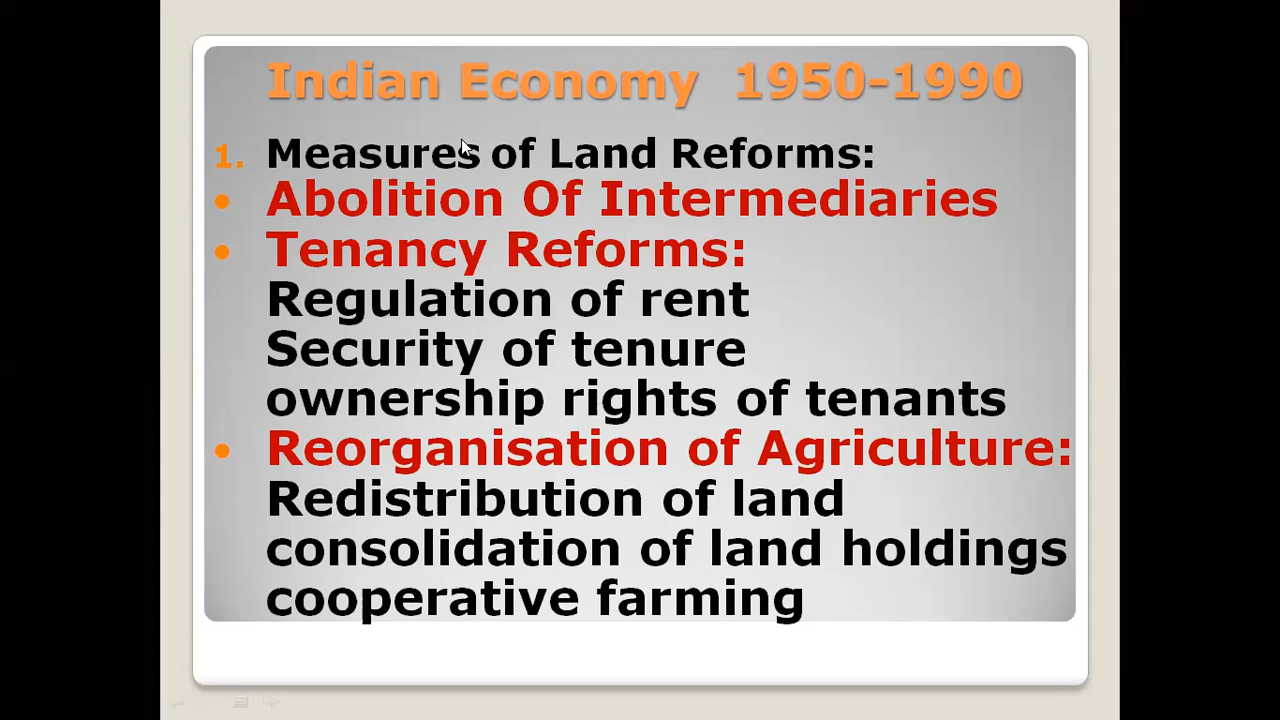 Indian Economy 1950-1990
1. Measures of Land Reforms:
• Abolition Of Intermediaries
• Tenancy Reforms:
Regulation of rent
Security of tenure
ownership rights of tenants
• Reorganisation of Agriculture:
Redistribution of land
consolidation of land holdings
cooperative farming